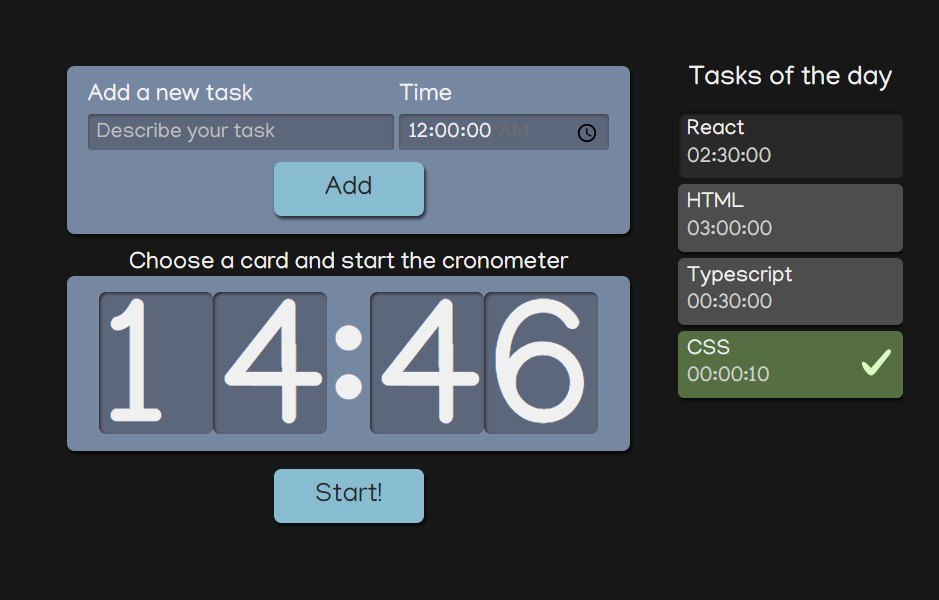 Add a new task
Time
Describe your task
12:00:00 AM
Add
Choose a card and start the cronometer
14:46
Start!
Tasks of the day
React
02:30:00
HTML
03:00:00
Typescript
00:30:00
CSS
00:00:10